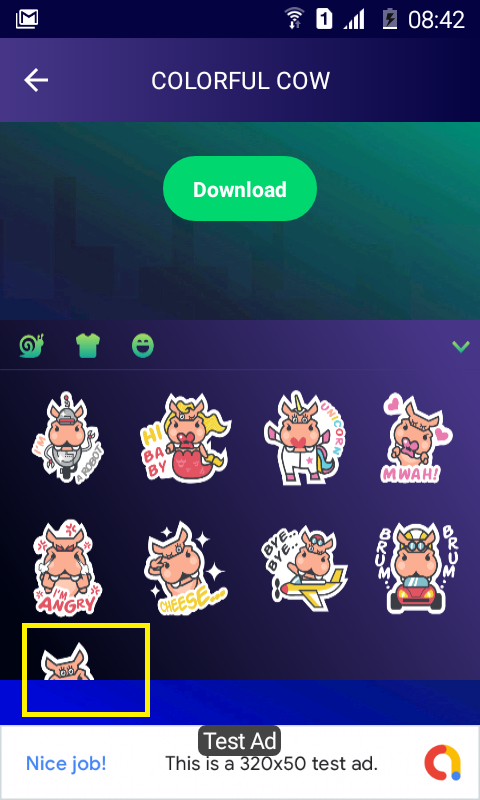 1 08:42
COLORFUL COW
Download
I'M A ROBOT
HI BABY
UNICORN
MWAH!
I'M ANGRY
CHEESE...
BYE... BYE...
BRUM BRUM
Test Ad
Nice job! This is a 320x50 test ad.